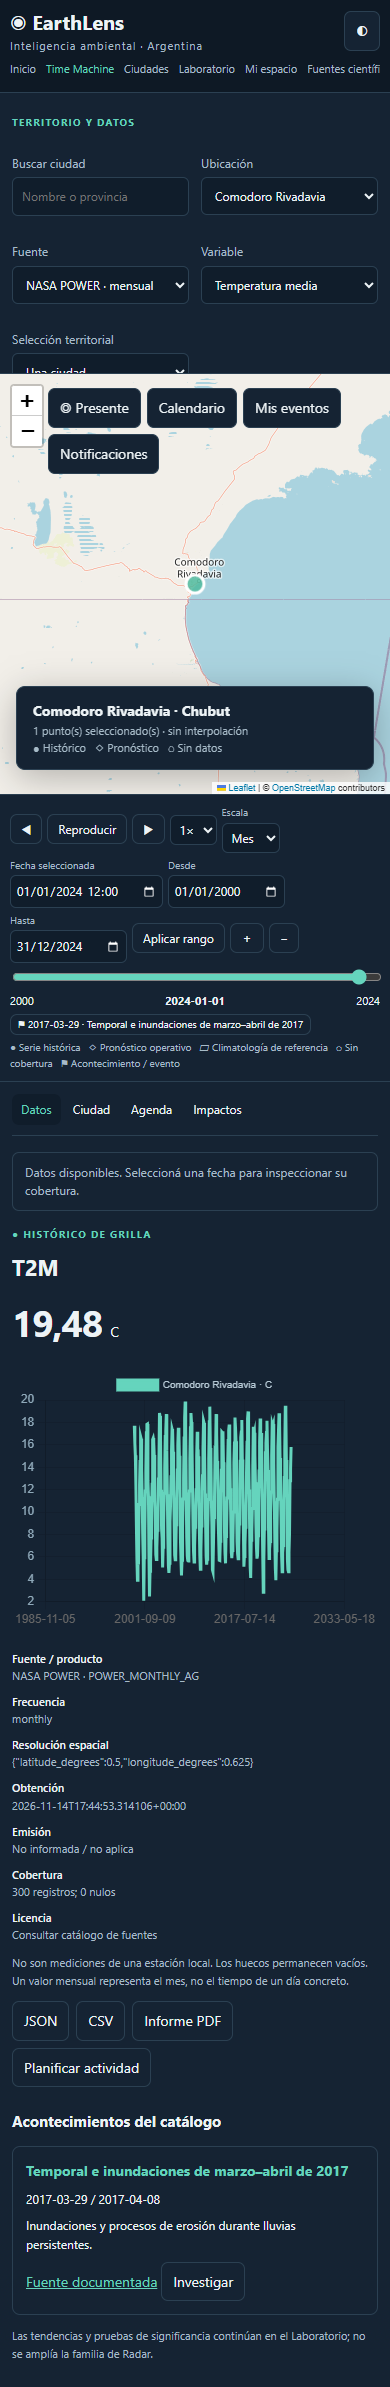 ◉ EarthLens
Inteligencia ambiental · Argentina
◐
Inicio Time Machine Ciudades Laboratorio Mi espacio Fuentes científi
TERRITORIO Y DATOS
Buscar ciudad Ubicación
Nombre o provincia Comodoro Rivadavia
Fuente Variable
NASA POWER · mensual Temperatura media
Selección territorial
Una ciudad
+
−
◎ Presente Calendario Mis eventos
Notificaciones
Comodoro
Rivadavia
Comodoro Rivadavia · Chubut
1 punto(s) seleccionado(s) · sin interpolación
● Histórico ◇ Pronóstico ○ Sin datos
Leaflet | © OpenStreetMap contributors
◀ Reproducir ▶ 1×
Escala
Mes
Fecha seleccionada Desde
01/01/2024 12:00 01/01/2000
Hasta
31/12/2024 Aplicar rango + −
2000 2024-01-01 2024
⚑ 2017-03-29 · Temporal e inundaciones de marzo–abril de 2017
● Serie histórica ◇ Pronóstico operativo ▭ Climatología de referencia ○ Sin
cobertura ⚑ Acontecimiento / evento
Datos Ciudad Agenda Impactos
Datos disponibles. Seleccioná una fecha para inspeccionar su
cobertura.
● HISTÓRICO DE GRILLA
T2M
19,48 C
Comodoro Rivadavia · C
20
18
16
14
12
10
8
6
4
2
1985-11-05 2001-09-09 2017-07-14 2033-05-18
Fuente / producto
NASA POWER · POWER_MONTHLY_AG
Frecuencia
monthly
Resolución espacial
{"latitude_degrees":0.5,"longitude_degrees":0.625}
Obtención
2026-11-14T17:44:53.314106+00:00
Emisión
No informada / no aplica
Cobertura
300 registros; 0 nulos
Licencia
Consultar catálogo de fuentes
No son mediciones de una estación local. Los huecos permanecen vacíos.
Un valor mensual representa el mes, no el tiempo de un día concreto.
JSON CSV Informe PDF
Planificar actividad
Acontecimientos del catálogo
Temporal e inundaciones de marzo–abril de 2017
2017-03-29 / 2017-04-08
Inundaciones y procesos de erosión durante lluvias
persistentes.
Fuente documentada Investigar
Las tendencias y pruebas de significancia continúan en el Laboratorio; no
se amplía la familia de Radar.